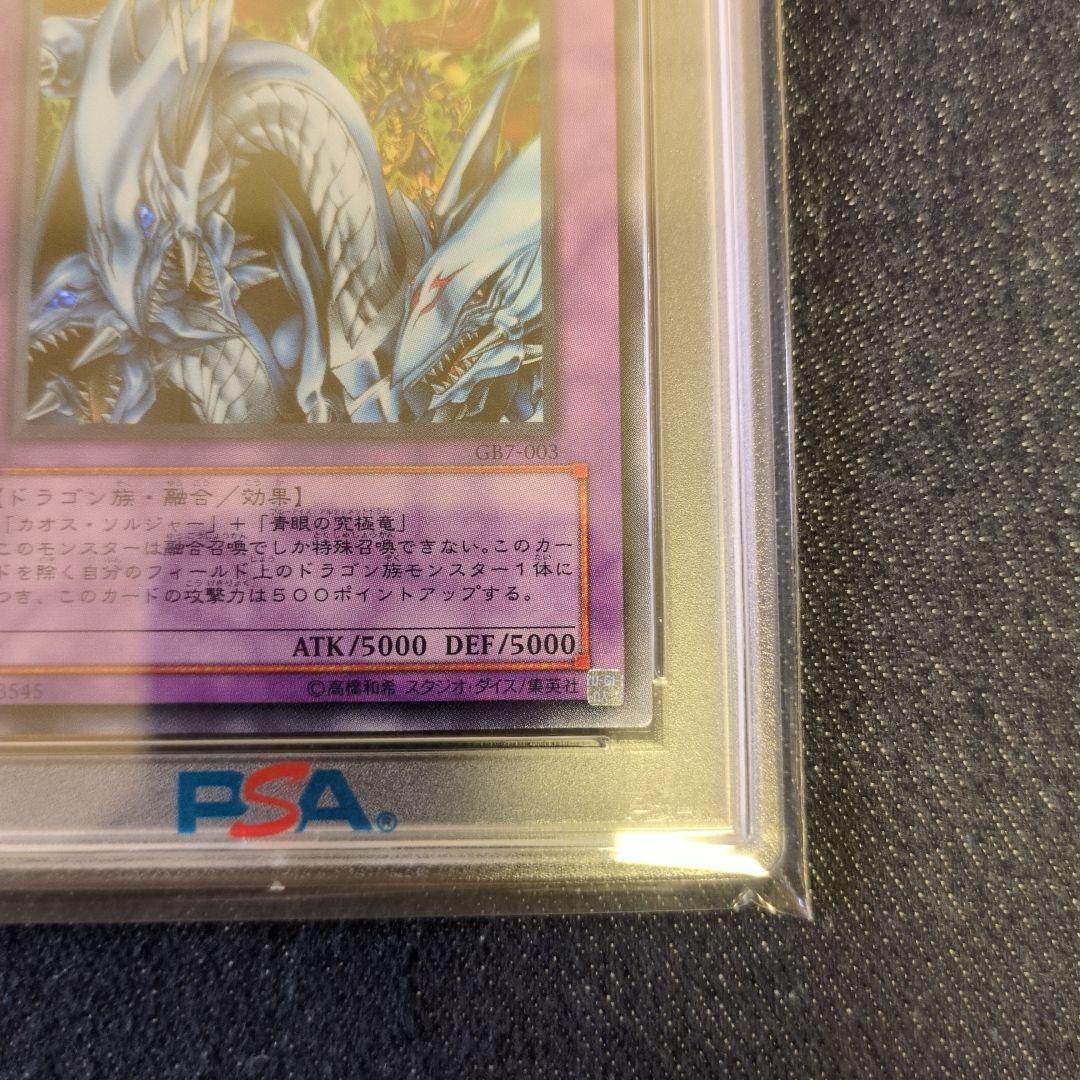 GB7-003
【ドラゴン族・融合/効果】
「カオス・ソルジャー」+「青眼の究極竜」
このモンスターは融合召喚でしか特殊召喚できない。このカー
ドを除く自分のフィールド上のドラゴン族モンスター1体に
つき、このカードの攻撃力は500ポイントアップする。
ATK/5000 DEF/5000
3545
©高橋和希 スタジオ・ダイス/集英社
PSA®